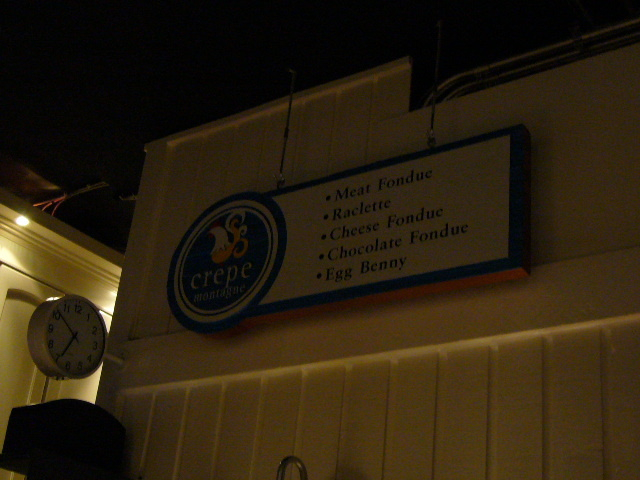 • Meat Fondue
• Raclette
• Cheese Fondue
• Chocolate Fondue
• Egg Benny
crepe
montagne